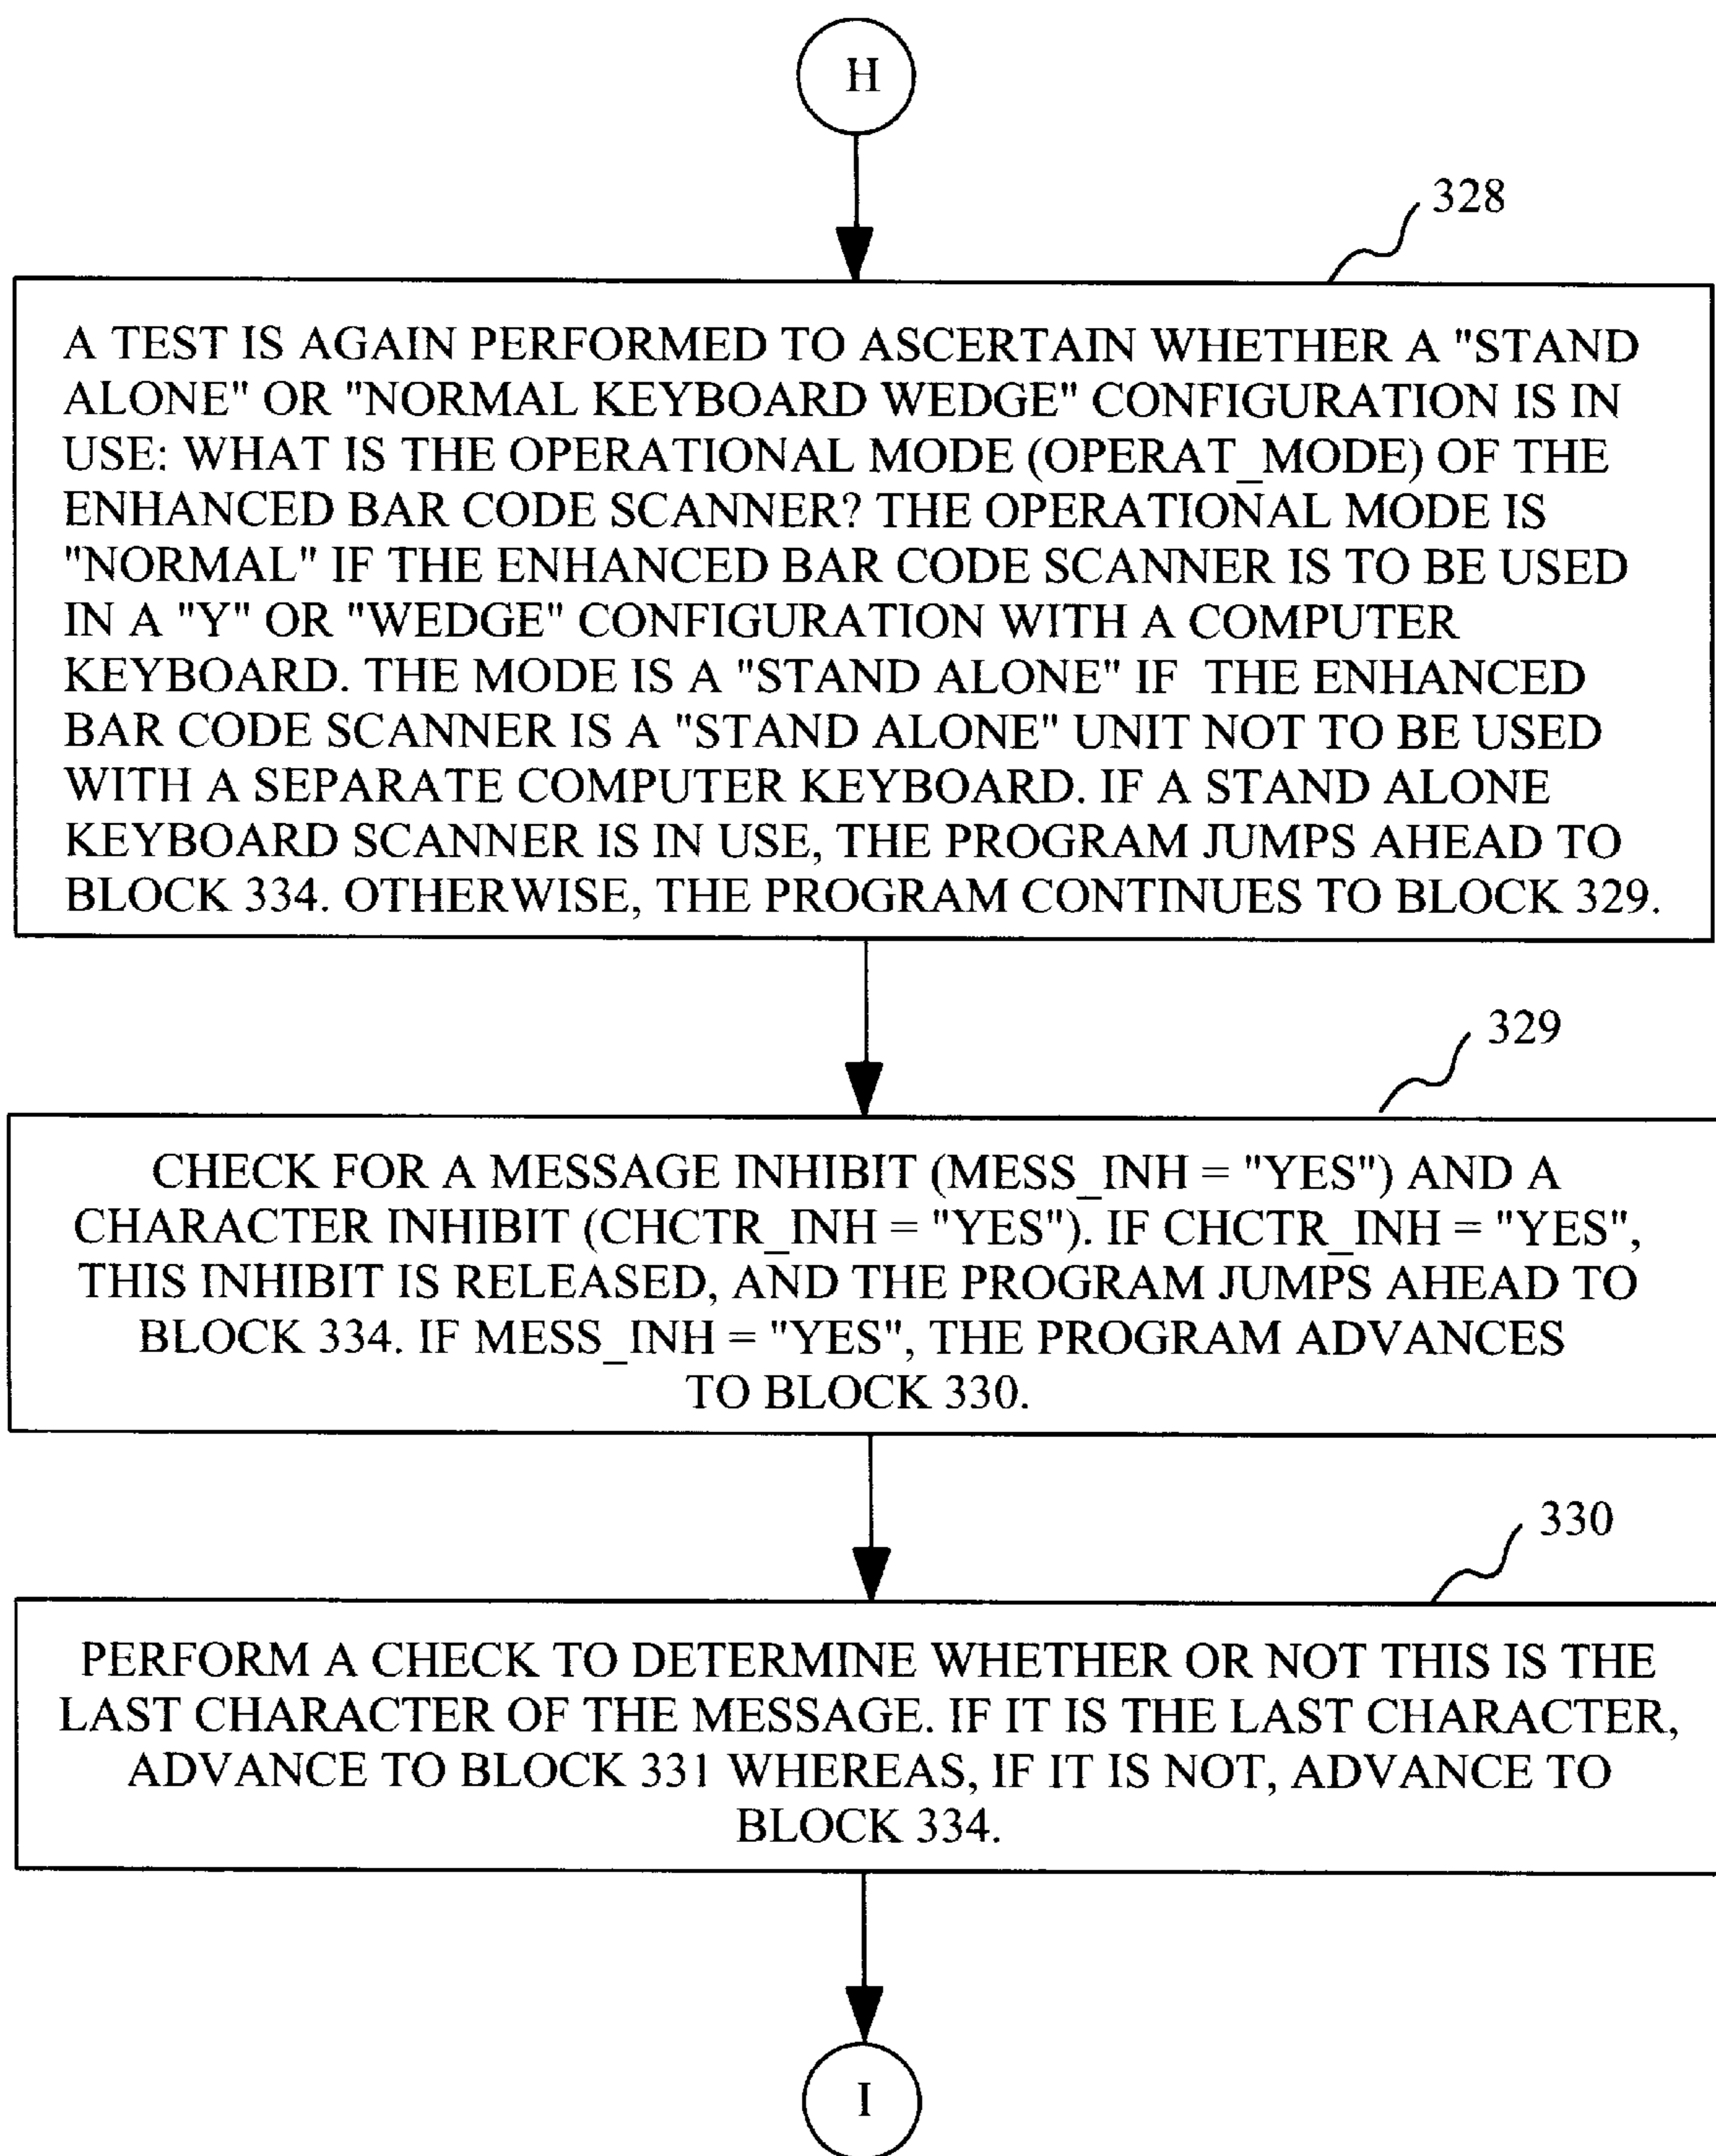 H
328
A TEST IS AGAIN PERFORMED TO ASCERTAIN WHETHER A "STAND
ALONE" OR "NORMAL KEYBOARD WEDGE" CONFIGURATION IS IN
USE: WHAT IS THE OPERATIONAL MODE (OPERAT_MODE) OF THE
ENHANCED BAR CODE SCANNER? THE OPERATIONAL MODE IS
"NORMAL" IF THE ENHANCED BAR CODE SCANNER IS TO BE USED
IN A "Y" OR "WEDGE" CONFIGURATION WITH A COMPUTER
KEYBOARD. THE MODE IS A "STAND ALONE" IF THE ENHANCED
BAR CODE SCANNER IS A "STAND ALONE" UNIT NOT TO BE USED
WITH A SEPARATE COMPUTER KEYBOARD. IF A STAND ALONE
KEYBOARD SCANNER IS IN USE, THE PROGRAM JUMPS AHEAD TO
BLOCK 334. OTHERWISE, THE PROGRAM CONTINUES TO BLOCK 329.
329
CHECK FOR A MESSAGE INHIBIT (MESS_INH = "YES") AND A
CHARACTER INHIBIT (CHCTR_INH = "YES"). IF CHCTR_INH = "YES",
THIS INHIBIT IS RELEASED, AND THE PROGRAM JUMPS AHEAD TO
BLOCK 334. IF MESS_INH = "YES", THE PROGRAM ADVANCES
TO BLOCK 330.
330
PERFORM A CHECK TO DETERMINE WHETHER OR NOT THIS IS THE
LAST CHARACTER OF THE MESSAGE. IF IT IS THE LAST CHARACTER,
ADVANCE TO BLOCK 331 WHEREAS, IF IT IS NOT, ADVANCE TO
BLOCK 334.
I